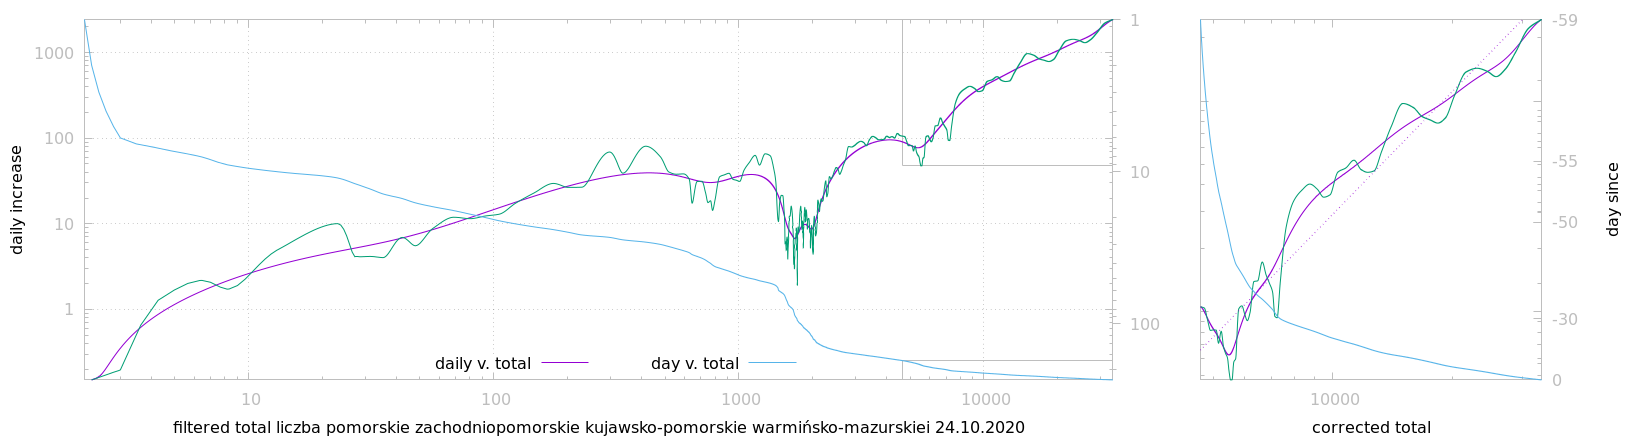 1000
100
10
1
daily increase
1
10
100
daily v. total
day v. total
10
100
1000
10000
filtered total liczba pomorskie zachodniopomorskie kujawsko-pomorskie warmińsko-mazurskiei 24.10.2020
-59
-55
-50
-30
0
day since
10000
corrected total